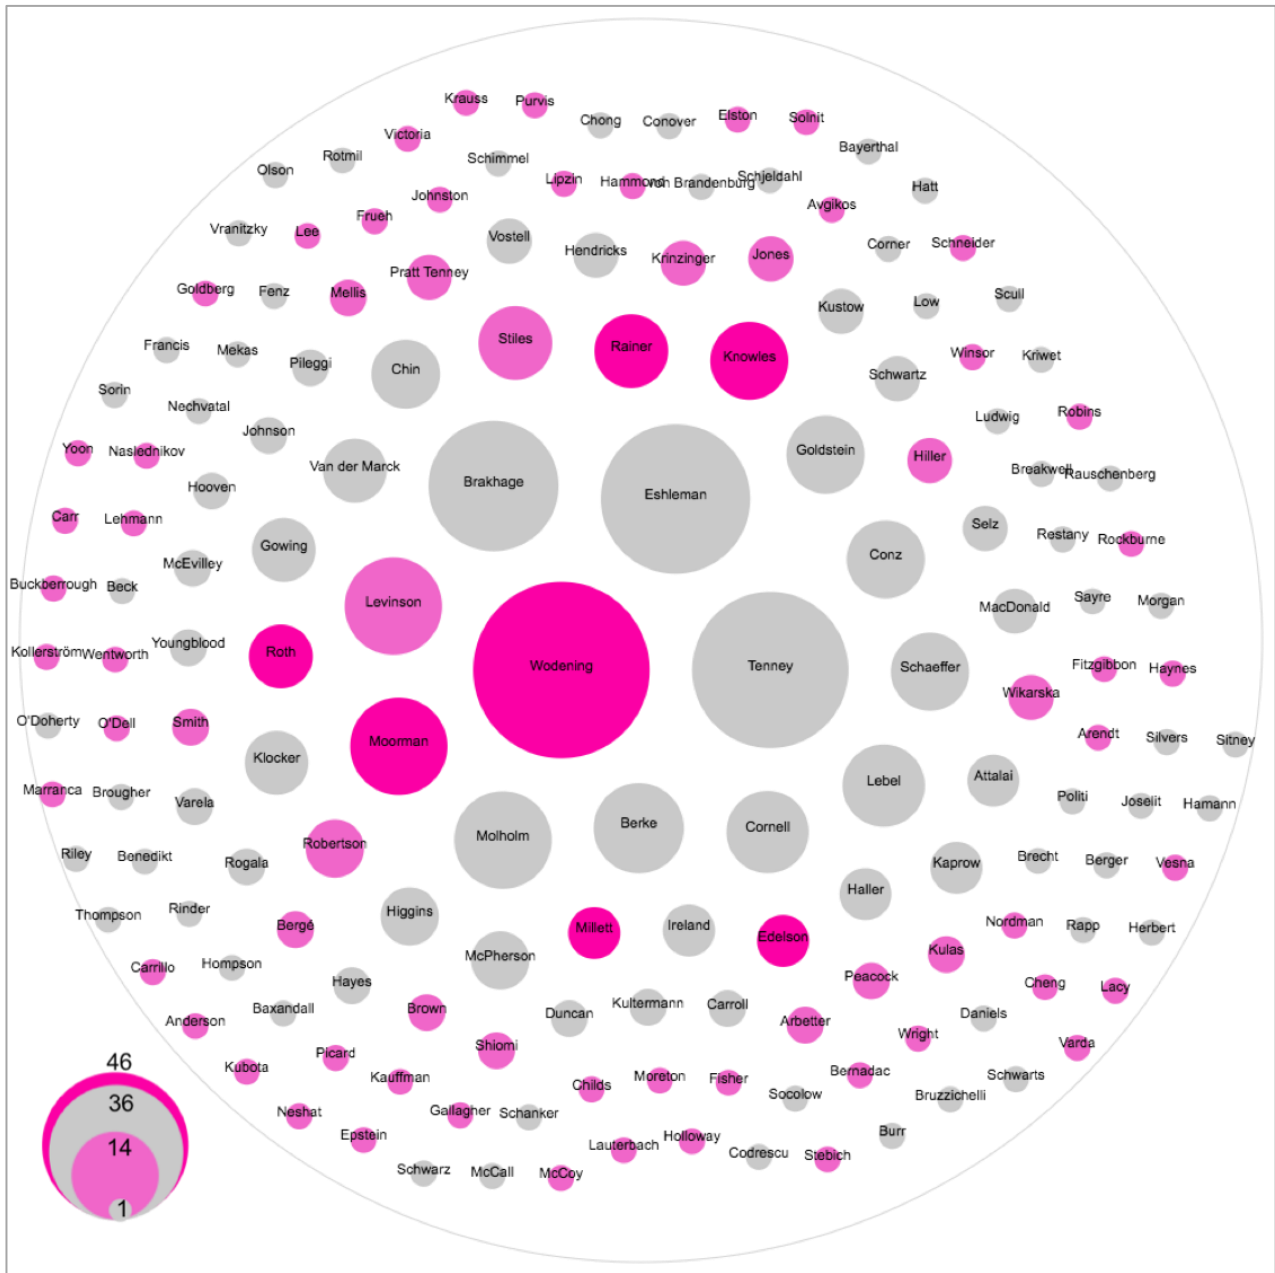 Krauss
Purvis
Chong
Conover
Elston
Solnit
Victoria
Rotmil
Schimmel
Bayerthal
Olson
Lipzin
Hammond
von Brandenburg
Schjeldahl
Hatt
Johnston
Frueh
Avgikos
Vranitzky
Lee
Vostell
Hendricks
Krinzinger
Jones
Corner
Schneider
Goldberg
Fenz
Mellis
Pratt Tenney
Kustow
Low
Scull
Francis
Mekas
Pileggi
Chin
Stiles
Rainer
Knowles
Schwartz
Winsor
Kriwet
Sorin
Nechvatal
Johnson
Ludwig
Robins
Yoon
Naslednikov
Van der Marck
Brakhage
Eshleman
Goldstein
Hiller
Breakwell
Rauschenberg
Hooven
Carr
Lehmann
Gowing
Conz
Selz
Restany
Rockburne
McEvilley
Buckberrough
Beck
Levinson
MacDonald
Sayre
Morgan
Youngblood
Kollerström
Wentworth
Roth
Wodening
Tenney
Schaeffer
Fitzgibbon
Haynes
Wikarska
O'Doherty
O'Dell
Smith
Moorman
Arendt
Silvers
Sitney
Klocker
Lebel
Attalai
Marranca
Brougher
Varela
Politi
Joselit
Hamann
Robertson
Molholm
Berke
Cornell
Riley
Benedikt
Rogala
Kaprow
Brecht
Berger
Vesna
Haller
Thompson
Rinder
Bergé
Higgins
Millett
Ireland
Edelson
Nordman
Rapp
Herbert
Carrillo
Hompson
McPherson
Kulas
Hayes
Peacock
Cheng
Lacy
Anderson
Baxandall
Brown
Duncan
Kultermann
Carroll
Arbetter
Daniels
Wright
Varda
Kubota
Picard
Shiomi
46
Kauffman
Childs
Moreton
Fisher
Bernadac
Schwarts
36
Neshat
Gallagher
Schanker
Socolow
Bruzzichelli
Epstein
Lauterbach
Holloway
Codrescu
Burr
14
Schwarz
McCall
McCoy
Stebich
1